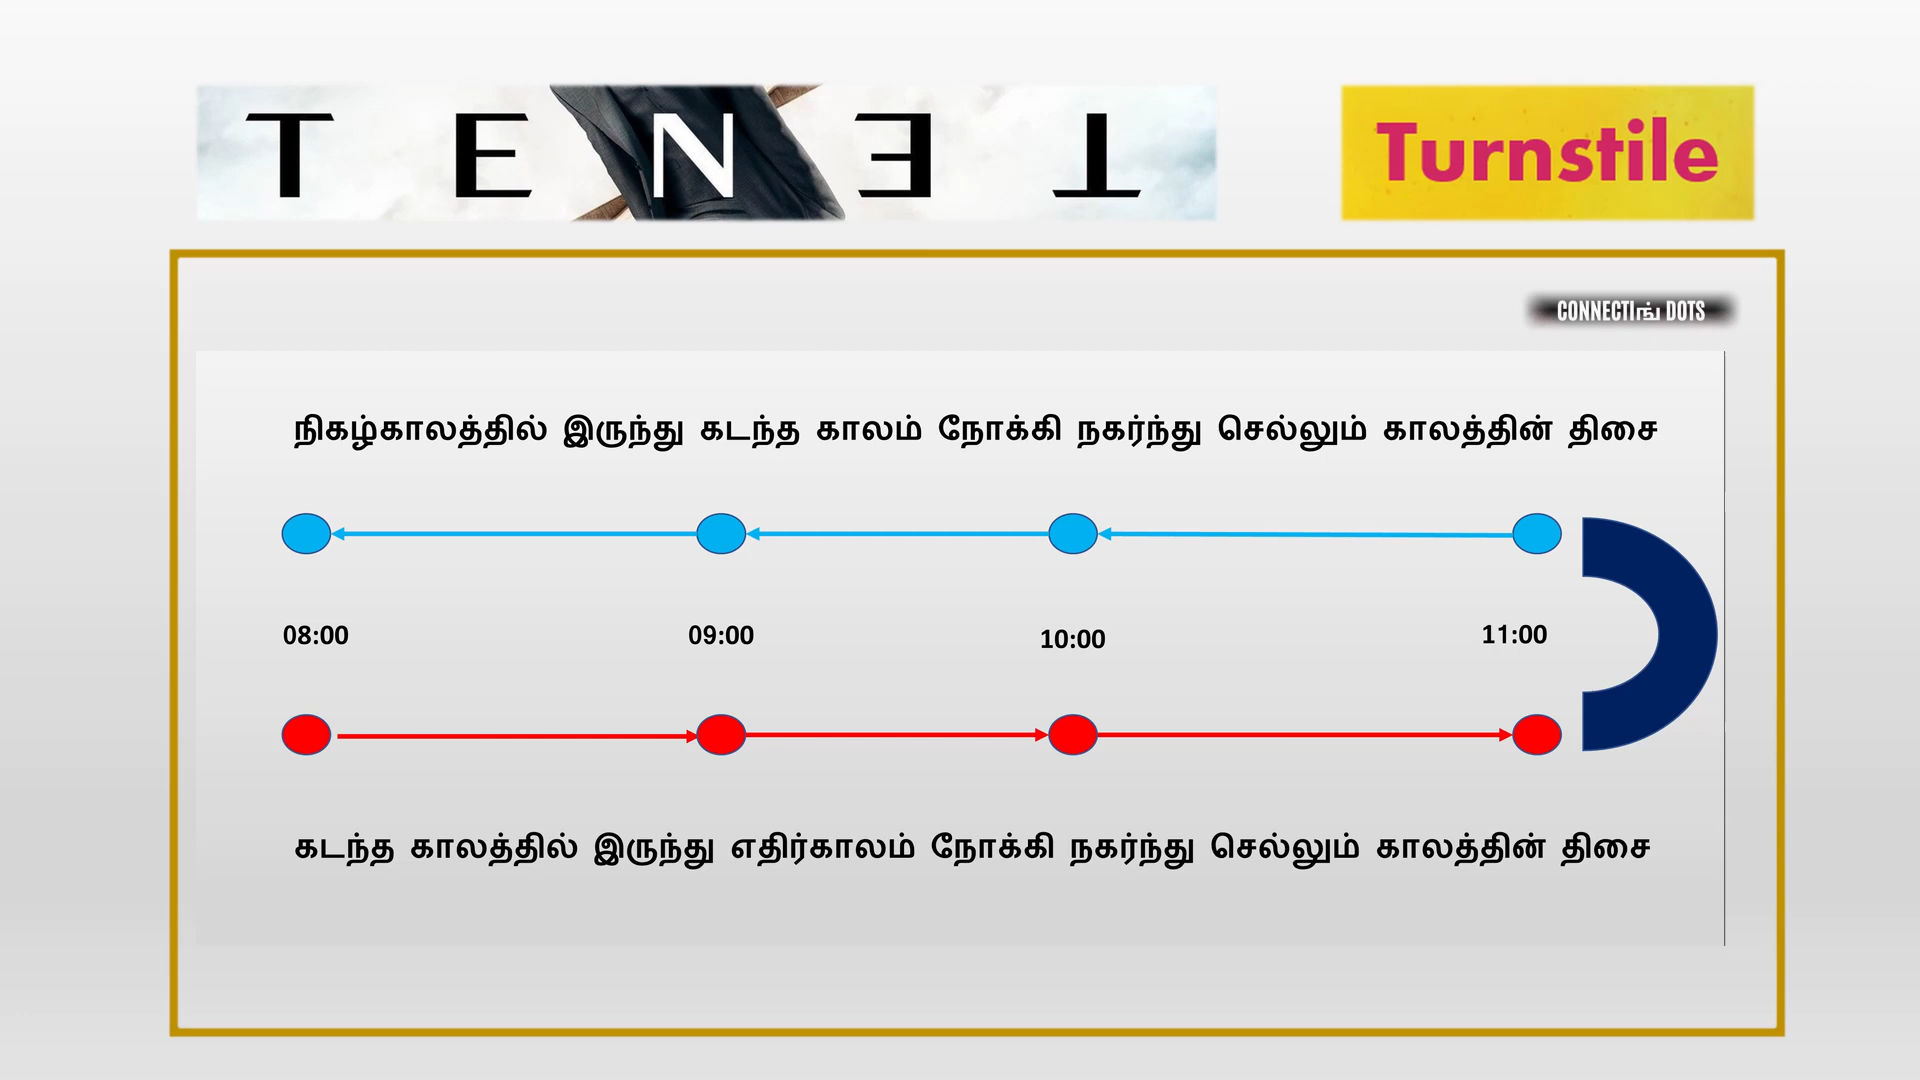 TENET
Turnstile
CONNECTIங் DOTS
நிகழ்காலத்தில் இருந்து கடந்த காலம் நோக்கி நகர்ந்து செல்லும் காலத்தின் திசை
08:00 09:00 10:00 11:00
கடந்த காலத்தில் இருந்து எதிர்காலம் நோக்கி நகர்ந்து செல்லும் காலத்தின் திசை